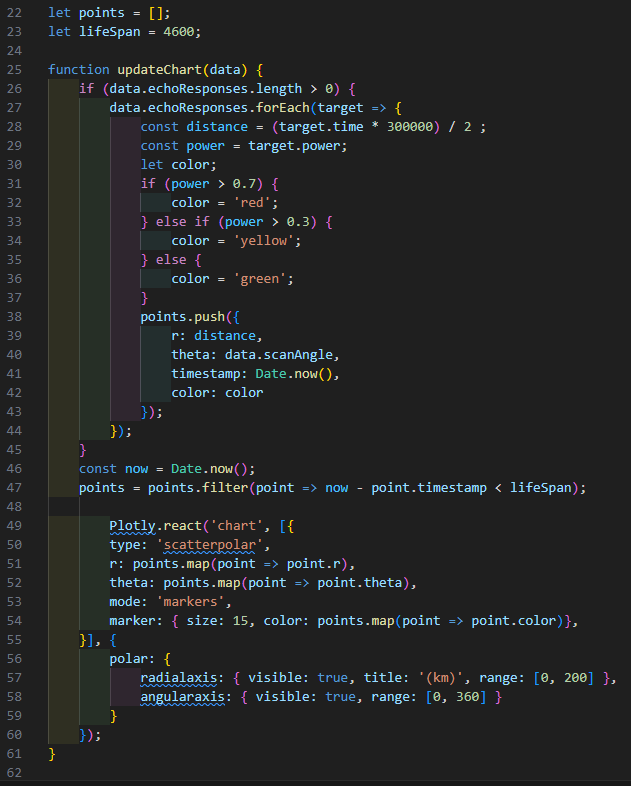 22 let points = [];
23 let lifeSpan = 4600;
24
25 function updateChart(data) {
26     if (data.echoResponses.length > 0) {
27         data.echoResponses.forEach(target => {
28             const distance = (target.time * 300000) / 2 ;
29             const power = target.power;
30             let color;
31             if (power > 0.7) {
32                 color = 'red';
33             } else if (power > 0.3) {
34                 color = 'yellow';
35             } else {
36                 color = 'green';
37             }
38             points.push({
39                 r: distance,
40                 theta: data.scanAngle,
41                 timestamp: Date.now(),
42                 color: color
43             });
44         });
45     }
46     const now = Date.now();
47     points = points.filter(point => now - point.timestamp < lifeSpan);
48
49         Plotly.react('chart', [{
50         type: 'scatterpolar',
51         r: points.map(point => point.r),
52         theta: points.map(point => point.theta),
53         mode: 'markers',
54         marker: { size: 15, color: points.map(point => point.color)},
55     }], {
56         polar: {
57             radialaxis: { visible: true, title: '(km)', range: [0, 200] },
58             angularaxis: { visible: true, range: [0, 360] }
59         }
60     });
61 }
62